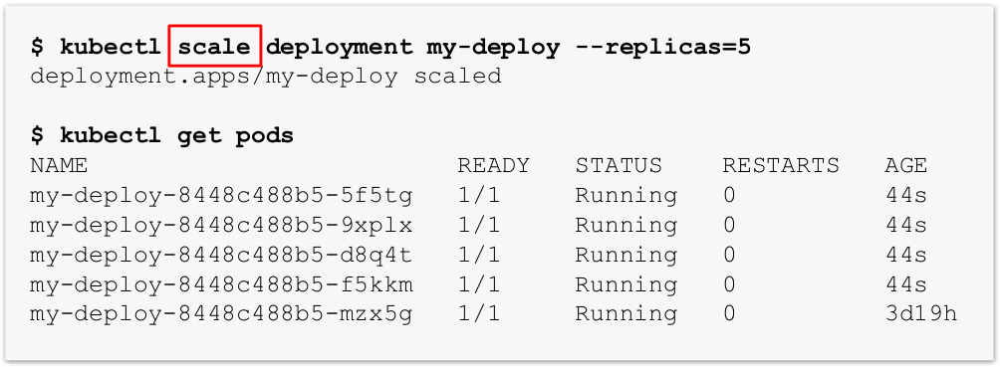 $ kubectl scale deployment my-deploy --replicas=5
deployment.apps/my-deploy scaled
$ kubectl get pods
NAME READY STATUS RESTARTS AGE
my-deploy-8448c488b5-5f5tg 1/1 Running 0 44s
my-deploy-8448c488b5-9xplx 1/1 Running 0 44s
my-deploy-8448c488b5-d8q4t 1/1 Running 0 44s
my-deploy-8448c488b5-f5kkm 1/1 Running 0 44s
my-deploy-8448c488b5-mzx5g 1/1 Running 0 3d19h